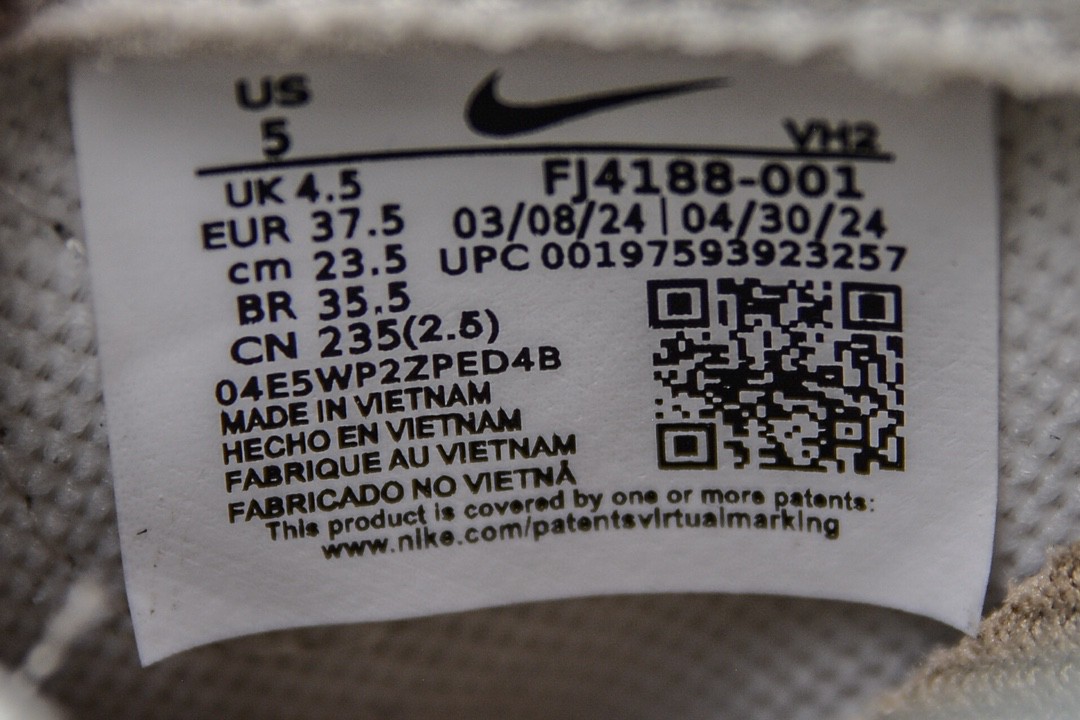 US
5
VH2
UK 4.5
FJ4188-001
EUR 37.5
03/08/24 | 04/30/24
cm 23.5
UPC 00197593923257
BR 35.5
CN 235(2.5)
04E5WP2ZPED4B
MADE IN VIETNAM
HECHO EN VIETNAM
FABRIQUE AU VIETNAM
FABRICADO NO VIETNÃ
This product is covered by one or more patents:
www.nike.com/patentsvirtualmarking